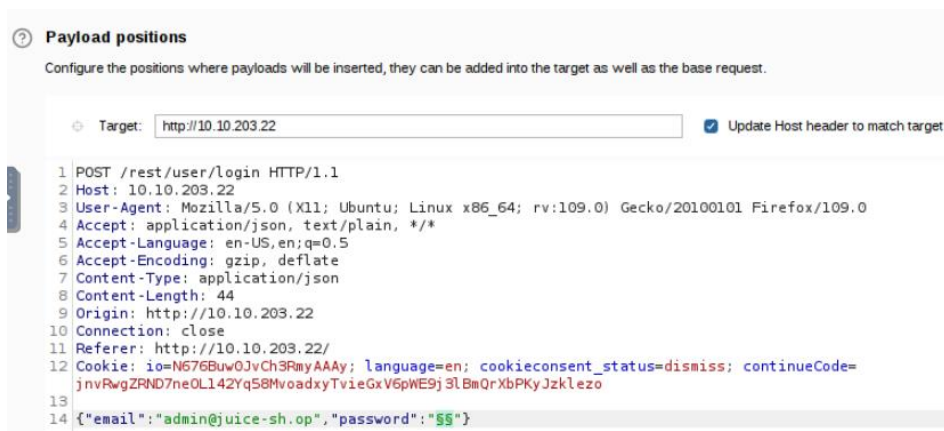 Payload positions
Configure the positions where payloads will be inserted, they can be added into the target as well as the base request.
Target: http://10.10.203.22 Update Host header to match target
1 POST /rest/user/login HTTP/1.1
2 Host: 10.10.203.22
3 User-Agent: Mozilla/5.0 (X11; Ubuntu; Linux x86_64; rv:109.0) Gecko/20100101 Firefox/109.0
4 Accept: application/json, text/plain, */*
5 Accept-Language: en-US,en;q=0.5
6 Accept-Encoding: gzip, deflate
7 Content-Type: application/json
8 Content-Length: 44
9 Origin: http://10.10.203.22
10 Connection: close
11 Referer: http://10.10.203.22/
12 Cookie: io=N676BuwOJvCh3RmyAAAy; language=en; cookieconsent_status=dismiss; continueCode=
jnvRwgZRND7neOLl42Yq58MvoadxyTvieGxV6pWE9j3lBmQrXbPKyJzklezo
13
14 {"email":"admin@juice-sh.op","password":"§§"}